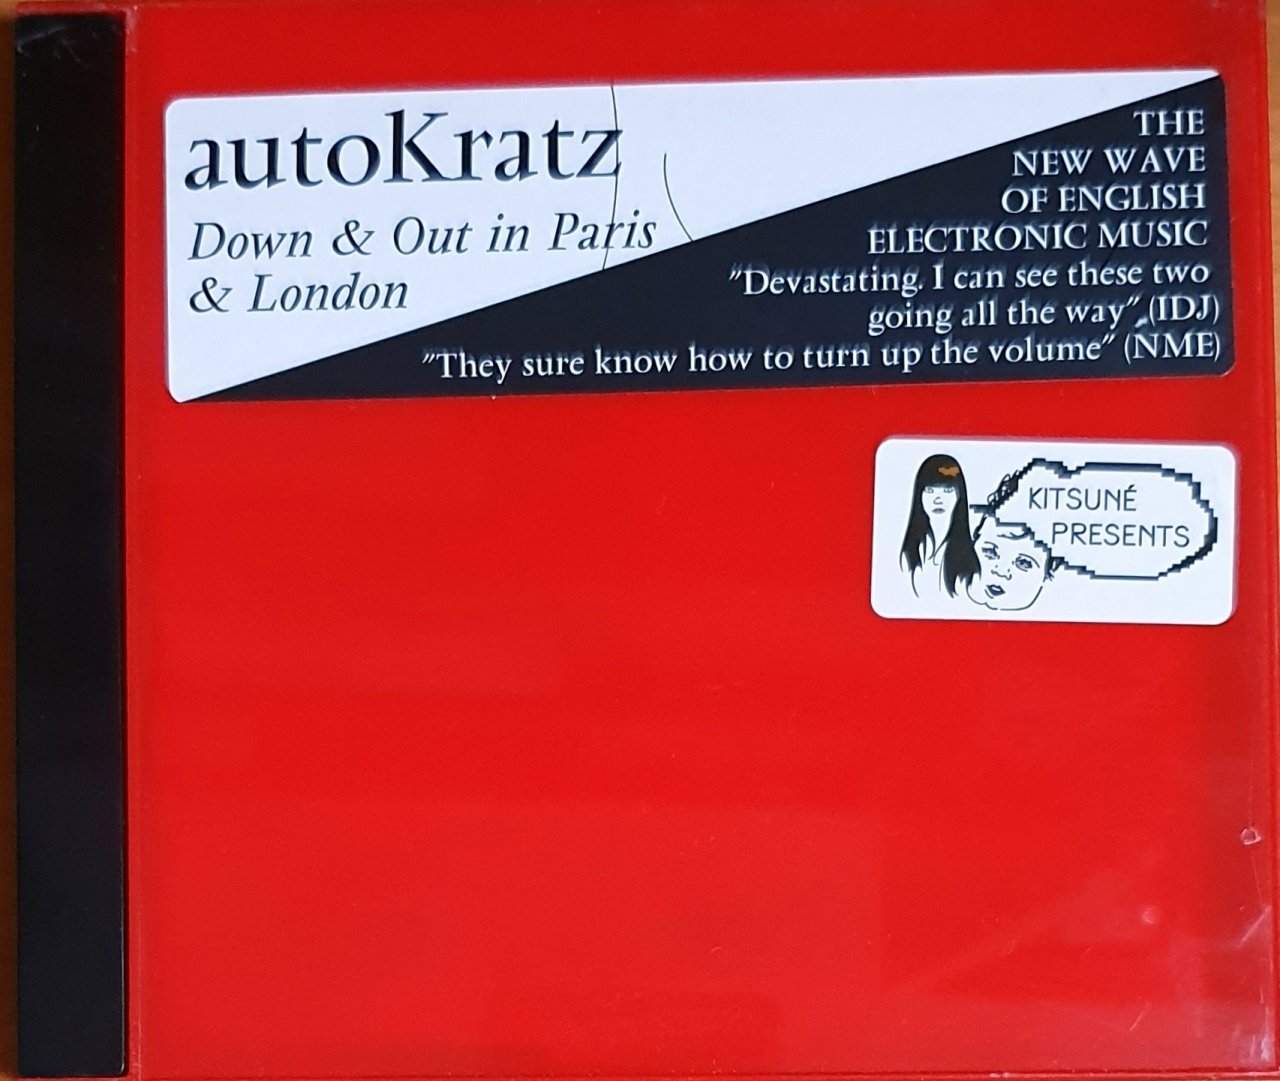 autoKratz
Down & Out in Paris
& London
THE
NEW WAVE
OF ENGLISH
ELECTRONIC MUSIC
"Devastating. I can see these two
going all the way" (IDJ)
"They sure know how to turn up the volume" (NME)
KITSUNÉ
PRESENTS